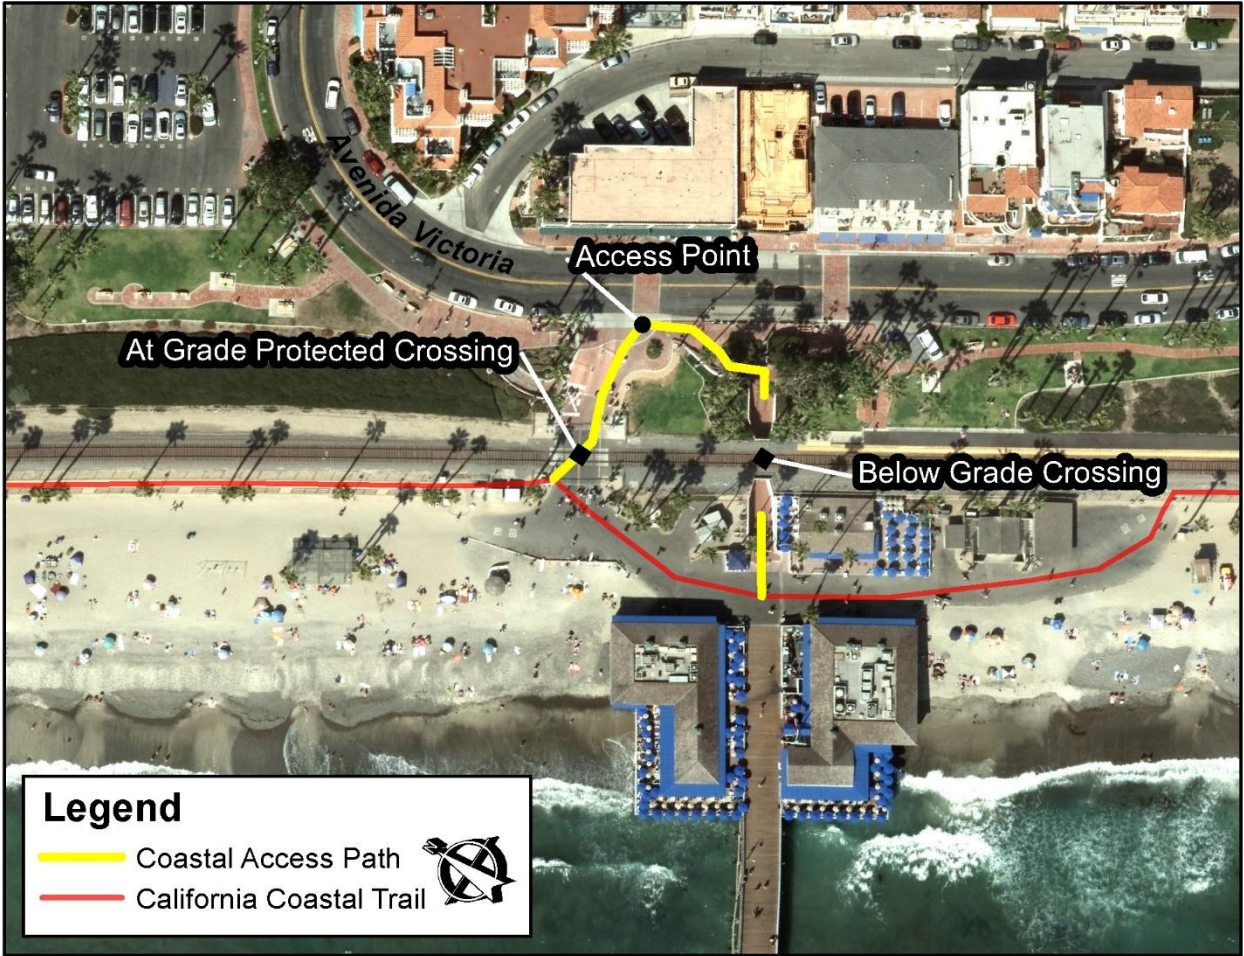 Avenida Victoria
Access Point
At Grade Protected Crossing
Below Grade Crossing
Legend
Coastal Access Path
California Coastal Trail